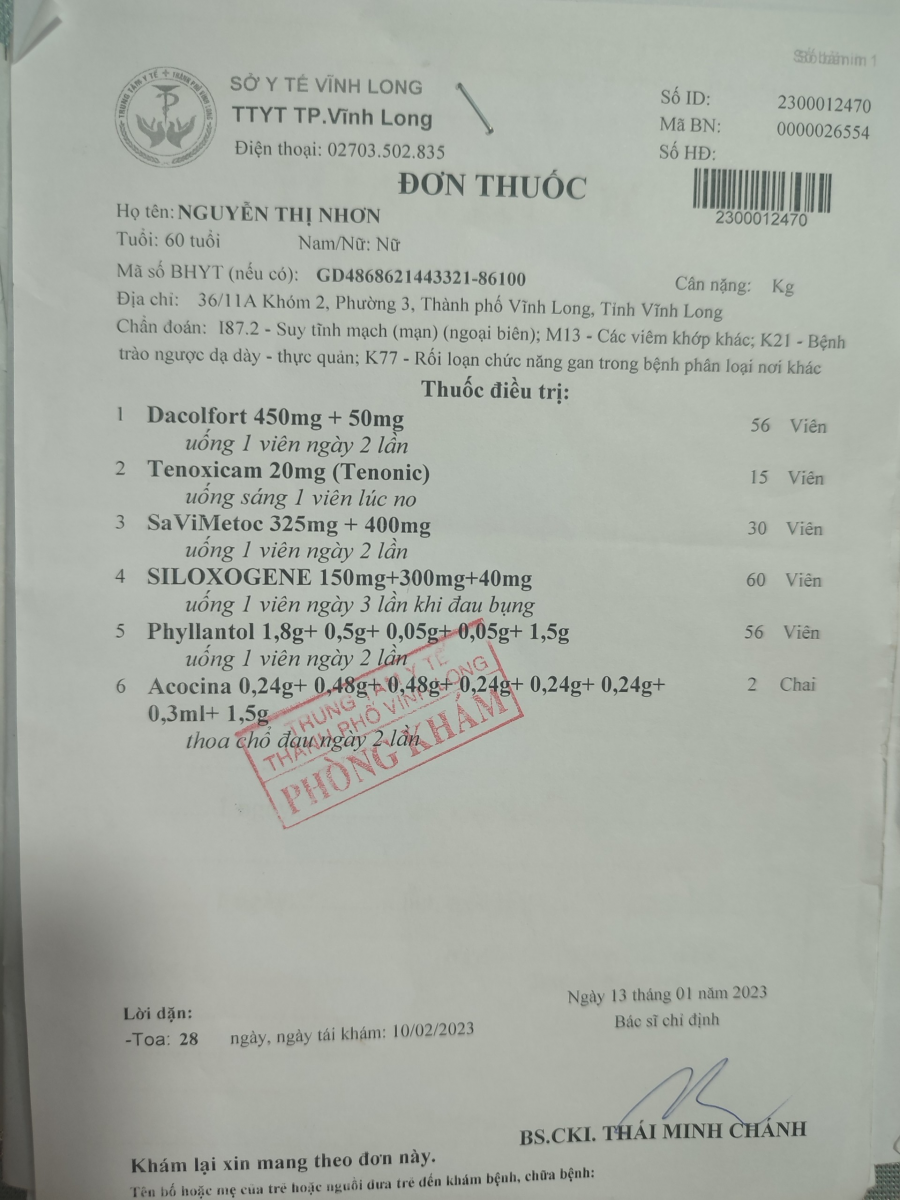 SỞ Y TẾ VĨNH LONG
TTYT TP.Vĩnh Long
Điện thoại: 02703.502.835
Số ID: 2300012470
Mã BN: 0000026554
Số HĐ:
2300012470
ĐƠN THUỐC
Họ tên: NGUYỄN THỊ NHƠN
Tuổi: 60 tuổi Nam/Nữ: Nữ
Mã số BHYT (nếu có): GD4868621443321-86100 Cân nặng: Kg
Địa chỉ: 36/11A Khóm 2, Phường 3, Thành phố Vĩnh Long, Tỉnh Vĩnh Long
Chẩn đoán: I87.2 - Suy tĩnh mạch (mạn) (ngoại biên); M13 - Các viêm khớp khác; K21 - Bệnh
trào ngược dạ dày - thực quản; K77 - Rối loạn chức năng gan trong bệnh phân loại nơi khác
Thuốc điều trị:
1 Dacolfort 450mg + 50mg 56 Viên
uống 1 viên ngày 2 lần
2 Tenoxicam 20mg (Tenonic) 15 Viên
uống sáng 1 viên lúc no
3 SaViMetoc 325mg + 400mg 30 Viên
uống 1 viên ngày 2 lần
4 SILOXOGENE 150mg+300mg+40mg 60 Viên
uống 1 viên ngày 3 lần khi đau bụng
5 Phyllantol 1,8g+ 0,5g+ 0,05g+ 0,05g+ 1,5g 56 Viên
uống 1 viên ngày 2 lần
6 Acocina 0,24g+ 0,48g+ 0,48g+ 0,24g+ 0,24g+ 0,24g+ 2 Chai
0,3ml+ 1,5g
thoa chổ đau ngày 2 lần
TRUNG TÂM Y TẾ
THÀNH PHỐ VĨNH LONG
PHÒNG KHÁM
Ngày 13 tháng 01 năm 2023
Lời dặn:
Bác sĩ chỉ định
-Toa: 28 ngày, ngày tái khám: 10/02/2023
BS.CKI. THÁI MINH CHÁNH
Khám lại xin mang theo đơn này.
Tên bố hoặc mẹ của trẻ hoặc người đưa trẻ đến khám bệnh, chữa bệnh: